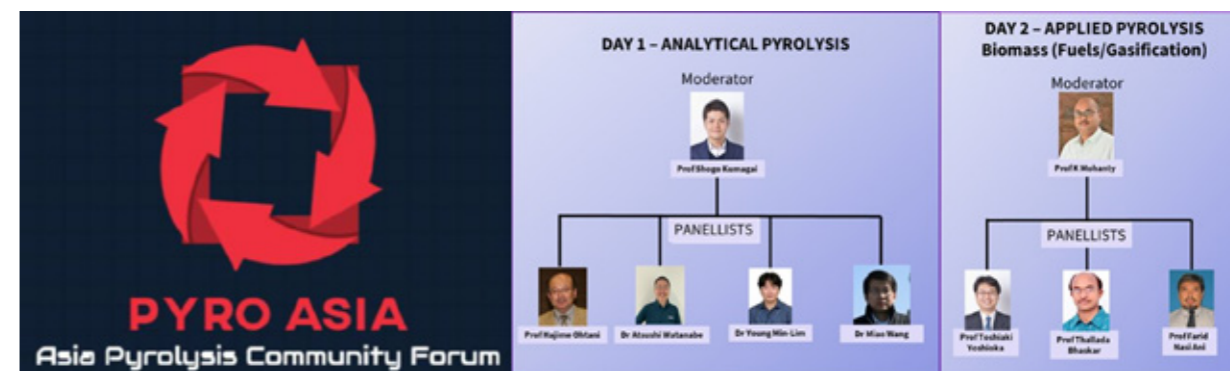 PYRO ASIA
Asia Pyrolysis Community Forum
DAY 1 – ANALYTICAL PYROLYSIS
Moderator
Prof Shogo Kumagai
PANELLISTS
Prof Hajime Ohtani
Dr Atsushi Watanabe
Dr Young Min-Lim
Dr Miao Wang
DAY 2 – APPLIED PYROLYSIS
Biomass (Fuels/Gasification)
Moderator
Prof K Mohanty
PANELLISTS
Prof Toshiaki
Yoshioka
Prof Thallada
Bhaskar
Prof Farid
Nasi Ani